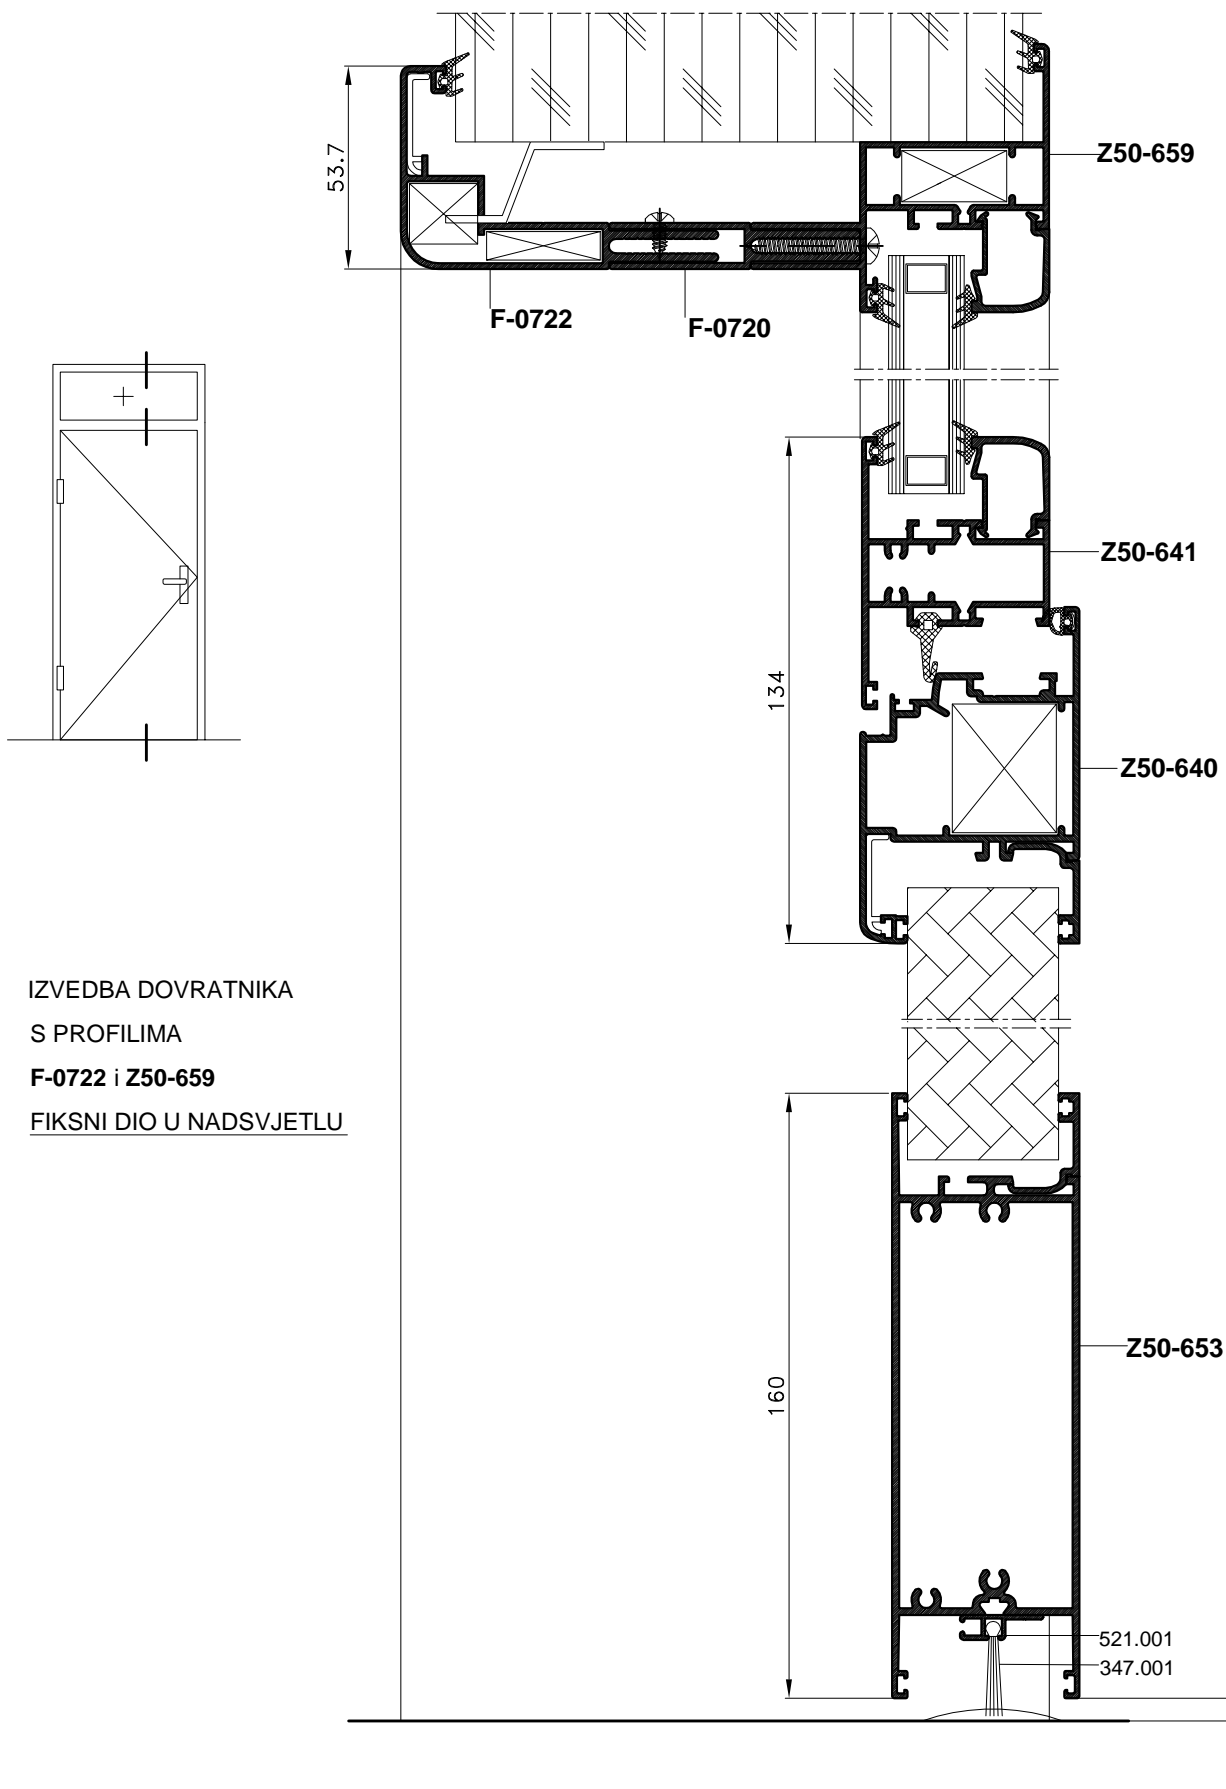 53.7
Z50-659
F-0722
F-0720
134
Z50-641
Z50-640
IZVEDBA DOVRATNIKA
S PROFILIMA
F-0722 i Z50-659
FIKSNI DIO U NADSVJETLU
160
Z50-653
521.001
347.001